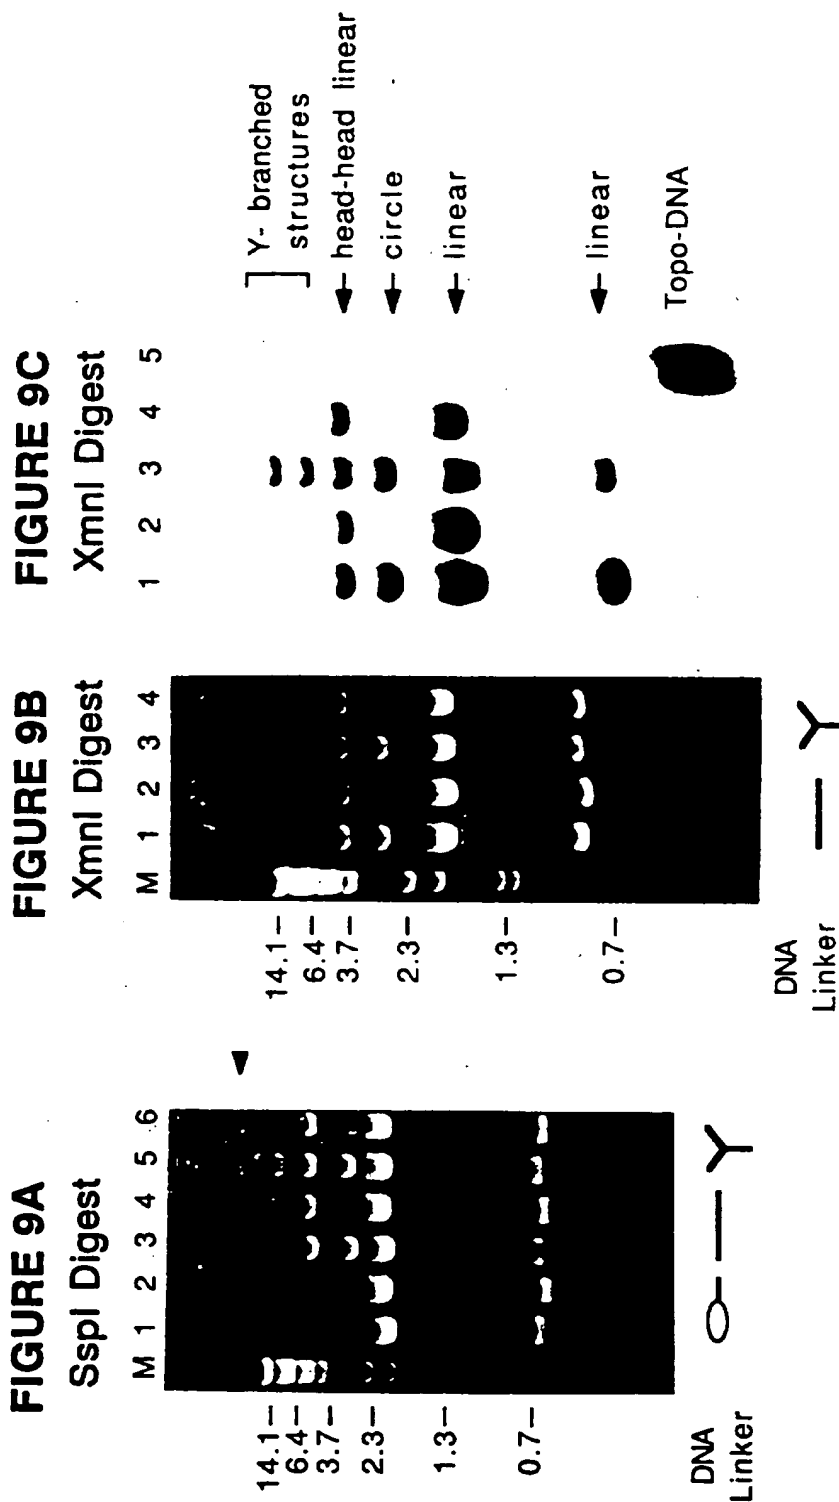 FIGURE 9A
SspI Digest
M 1 2 3 4 5 6
14.1
6.4
3.7
2.3
1.3
0.7
DNA
Linker
FIGURE 9B
XmnI Digest
M 1 2 3 4
14.1
6.4
3.7
2.3
1.3
0.7
DNA
Linker
FIGURE 9C
XmnI Digest
1 2 3 4 5
Y- branched
structures
head-head linear
circle
linear
linear
Topo-DNA